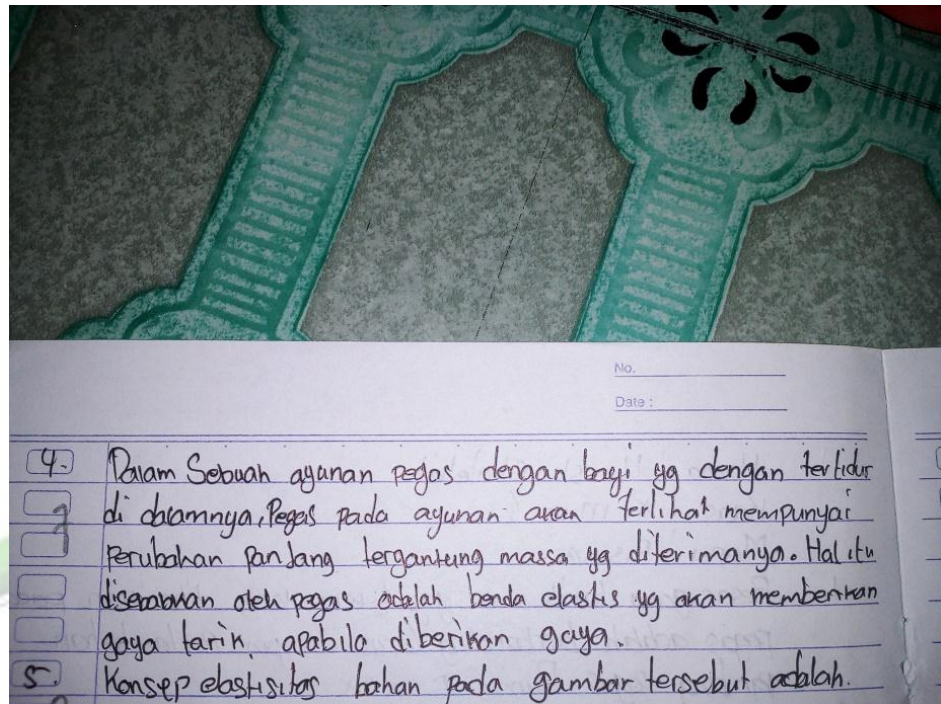 No.
Date :
4. Dalam Sebuah ayunan pegas dengan bayi yg dengan tertidur
di dalamnya, Pegas pada ayunan akan terlihat mempunyai
Perubahan Panjang tergantung massa yg diterimanya. Hal itu
disebabkan oleh pegas adalah benda elastis yg akan memberikan
gaya tarik apabila diberikan gaya.
5. Konsep elastisitas bahan pada gambar tersebut adalah.